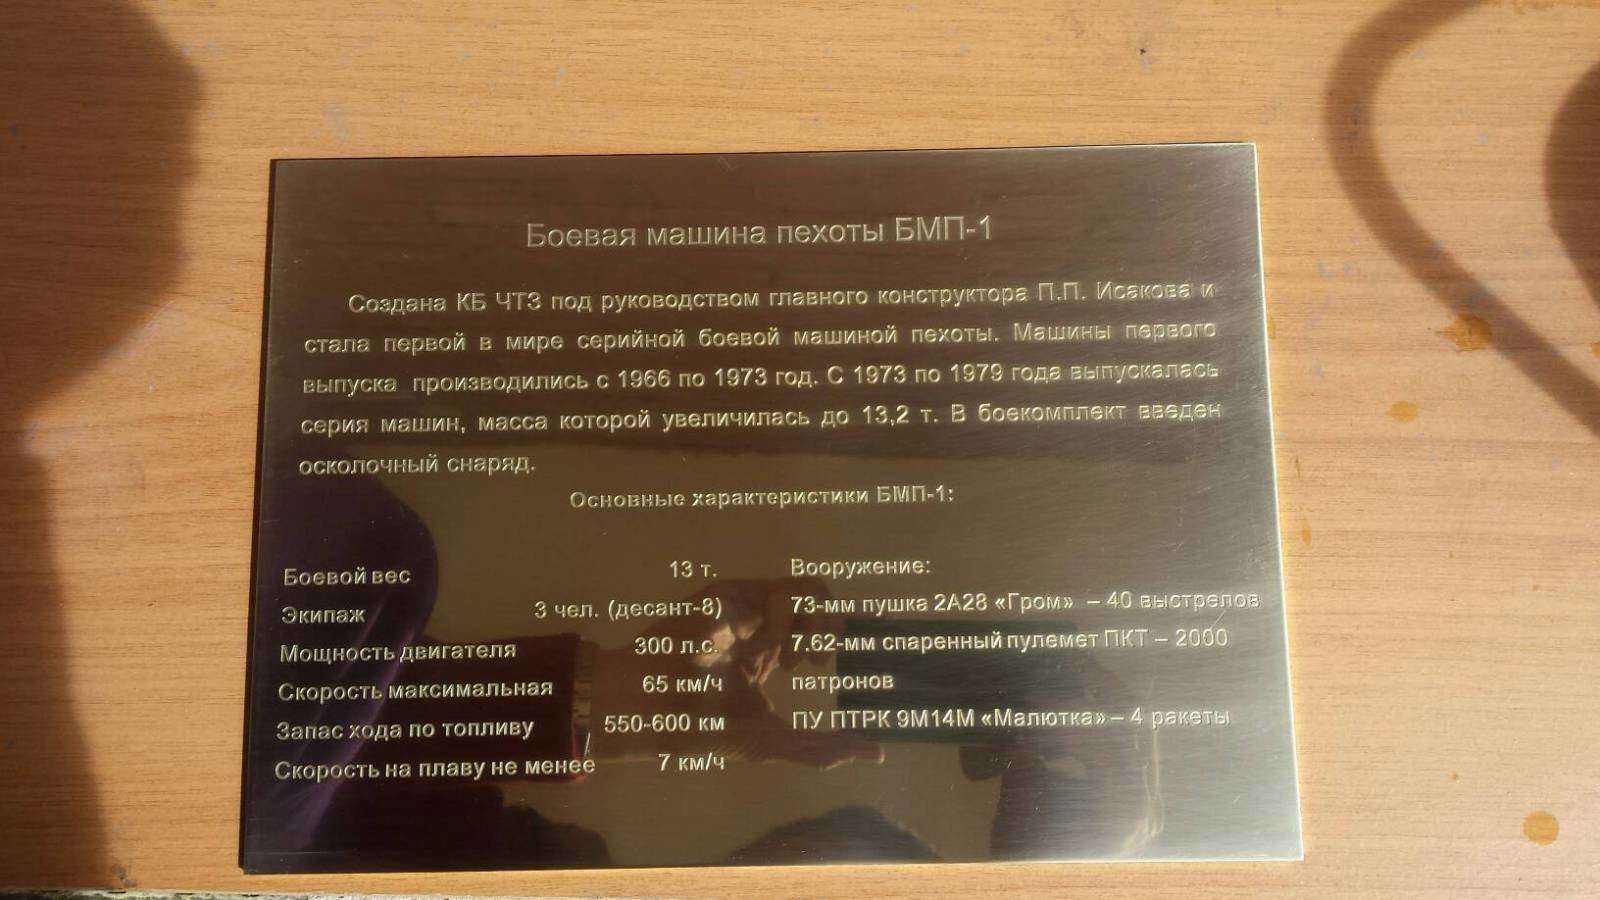 Боевая машина пехоты БМП-1
Создана КБ ЧТЗ под руководством главного конструктора П.П. Исакова и
стала первой в мире серийной боевой машиной пехоты. Машины первого
выпуска производились с 1966 по 1973 год. С 1973 по 1979 года выпускалась
серия машин, масса которой увеличилась до 13,2 т. В боекомплект введен
осколочный снаряд.
Основные характеристики БМП-1:
Боевой вес 13 т.
Экипаж 3 чел. (десант-8)
Мощность двигателя 300 л.с.
Скорость максимальная 65 км/ч
Запас хода по топливу 550-600 км
Скорость на плаву не менее 7 км/ч
Вооружение:
73-мм пушка 2А28 «Гром» – 40 выстрелов
7.62-мм спаренный пулемет ПКТ – 2000
патронов
ПУ ПТРК 9М14М «Малютка» – 4 ракеты